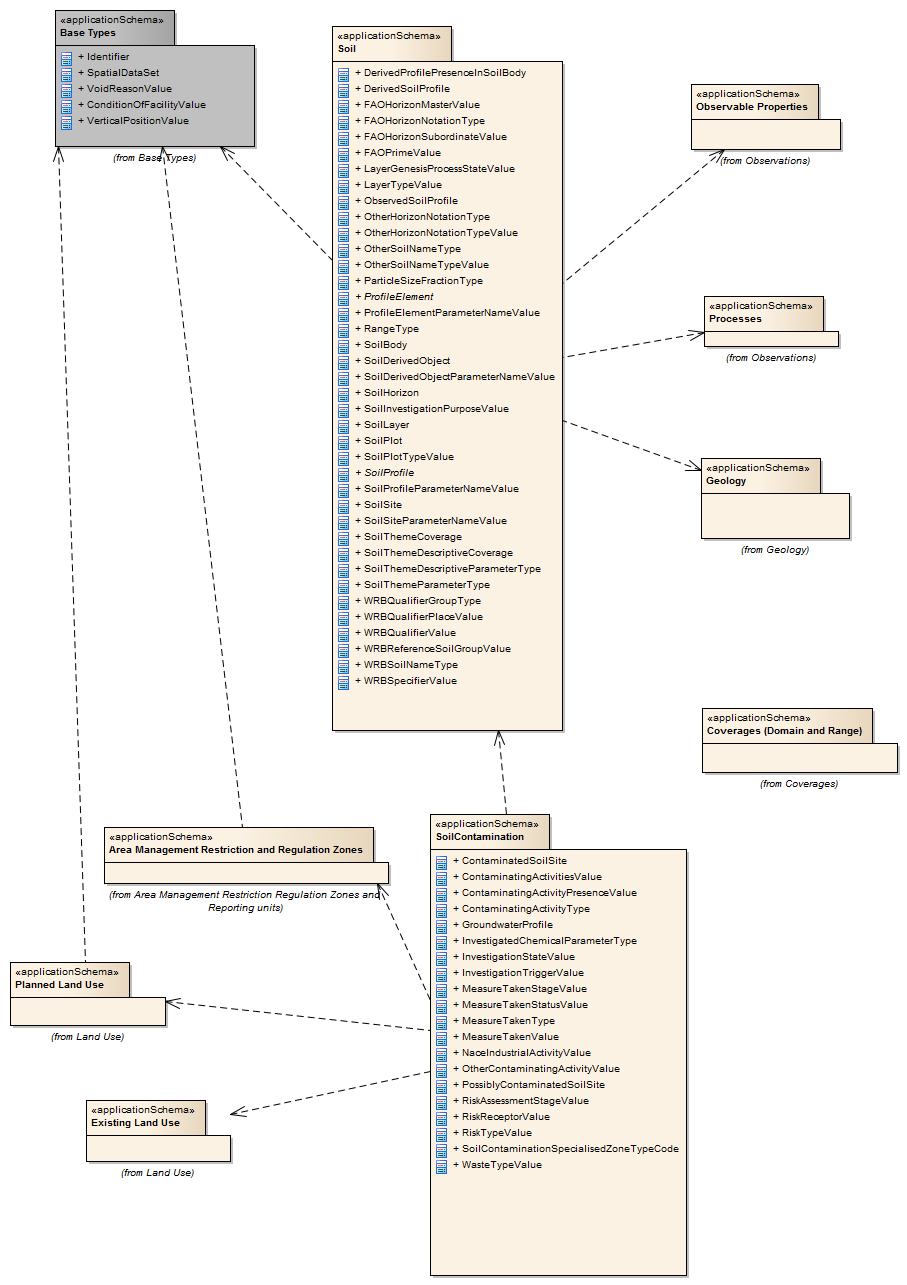 «applicationSchema»
Base Types
+ Identifier
+ SpatialDataSet
+ VoidReasonValue
+ ConditionOfFacilityValue
+ VerticalPositionValue
(from Base Types)
«applicationSchema»
Soil
+ DerivedProfilePresenceInSoilBody
+ DerivedSoilProfile
+ FAOHorizonMasterValue
+ FAOHorizonNotationType
+ FAOHorizonSubordinateValue
+ FAOPrimeValue
+ LayerGenesisProcessStateValue
+ LayerTypeValue
+ ObservedSoilProfile
+ OtherHorizonNotationType
+ OtherHorizonNotationTypeValue
+ OtherSoilNameType
+ OtherSoilNameTypeValue
+ ParticleSizeFractionType
+ ProfileElement
+ ProfileElementParameterNameValue
+ RangeType
+ SoilBody
+ SoilDerivedObject
+ SoilDerivedObjectParameterNameValue
+ SoilHorizon
+ SoilInvestigationPurposeValue
+ SoilLayer
+ SoilPlot
+ SoilPlotTypeValue
+ SoilProfile
+ SoilProfileParameterNameValue
+ SoilSite
+ SoilSiteParameterNameValue
+ SoilThemeCoverage
+ SoilThemeDescriptiveCoverage
+ SoilThemeDescriptiveParameterType
+ SoilThemeParameterType
+ WRBQualifierGroupType
+ WRBQualifierPlaceValue
+ WRBQualifierValue
+ WRBReferenceSoilGroupValue
+ WRBSoilNameType
+ WRBSpecifierValue
«applicationSchema»
Observable Properties
(from Observations)
«applicationSchema»
Processes
(from Observations)
«applicationSchema»
Geology
(from Geology)
«applicationSchema»
Coverages (Domain and Range)
(from Coverages)
«applicationSchema»
Area Management Restriction and Regulation Zones
(from Area Management Restriction Regulation Zones and
Reporting units)
«applicationSchema»
SoilContamination
+ ContaminatedSoilSite
+ ContaminatingActivitiesValue
+ ContaminatingActivityPresenceValue
+ ContaminatingActivityType
+ GroundwaterProfile
+ InvestigatedChemicalParameterType
+ InvestigationStateValue
+ InvestigationTriggerValue
+ MeasureTakenStageValue
+ MeasureTakenStatusValue
+ MeasureTakenType
+ MeasureTakenValue
+ NaceIndustrialActivityValue
+ OtherContaminatingActivityValue
+ PossiblyContaminatedSoilSite
+ RiskAssessmentStageValue
+ RiskReceptorValue
+ RiskTypeValue
+ SoilContaminationSpecialisedZoneTypeCode
+ WasteTypeValue
«applicationSchema»
Planned Land Use
(from Land Use)
«applicationSchema»
Existing Land Use
(from Land Use)